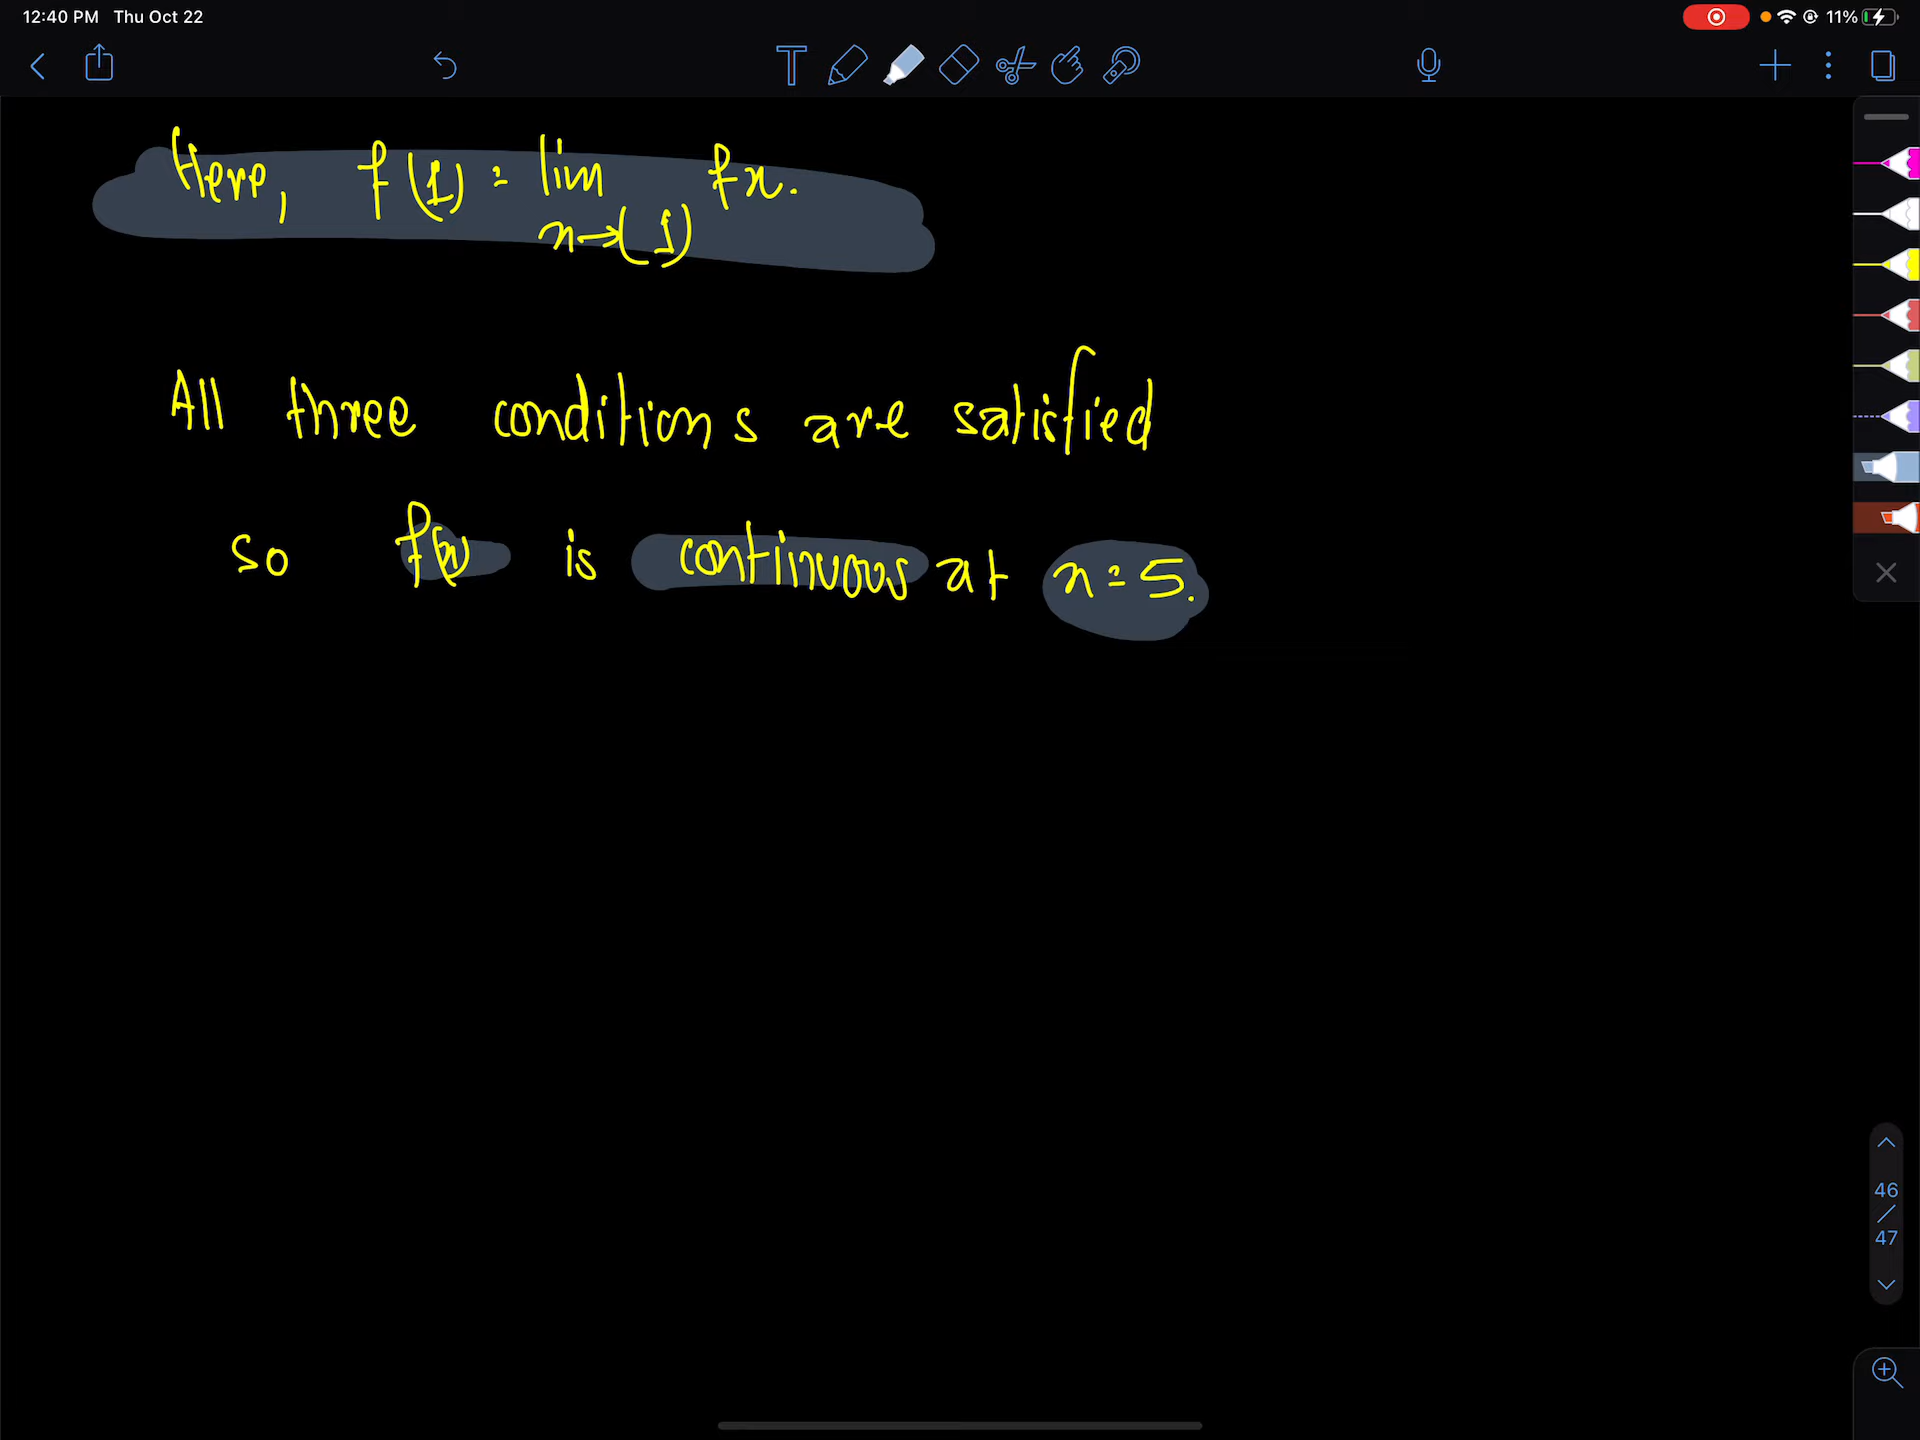 12:40 PM Thu Oct 22
11%
Here, f(1) = lim fx.
x→(1)
All three conditions are satisfied
so f(x) is continuous at x = 5.
46
/
47